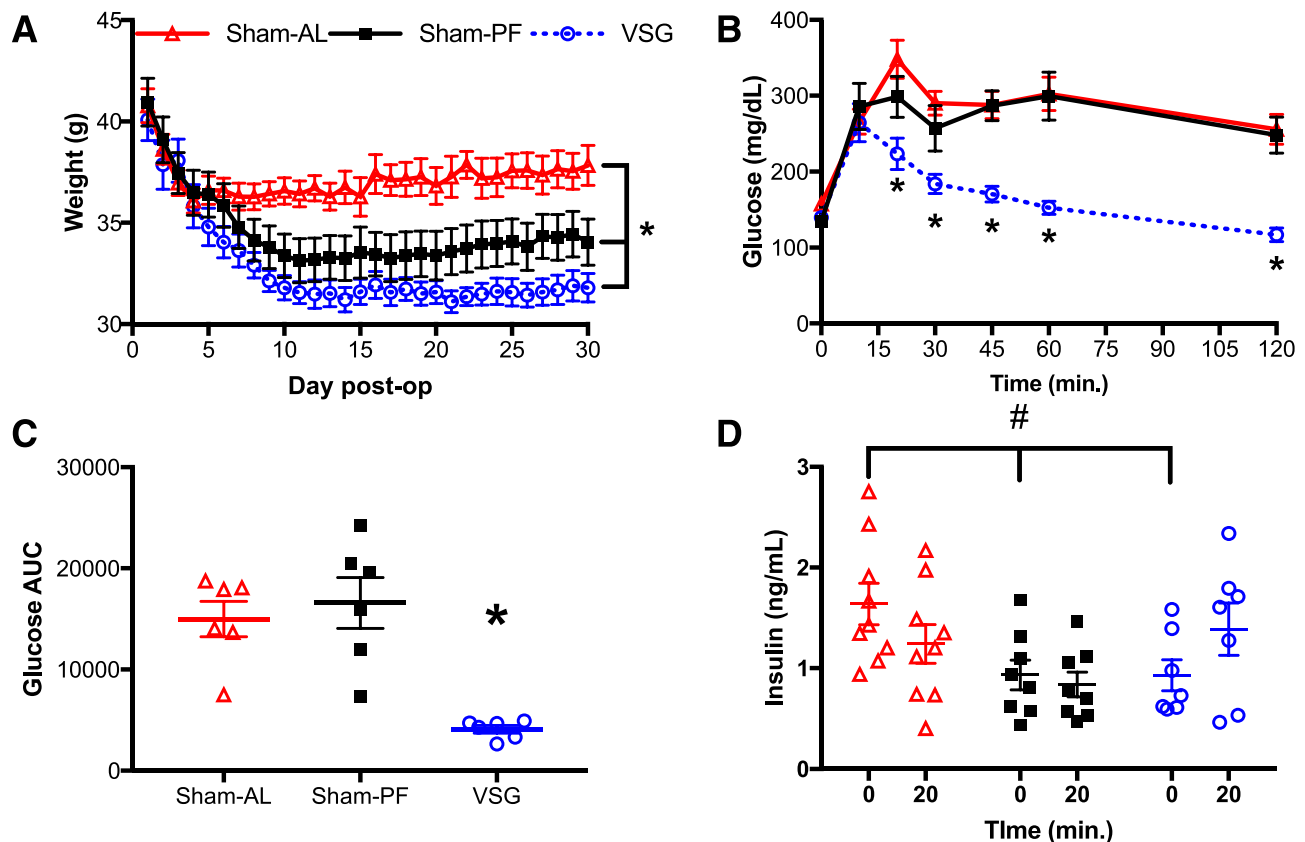 A
Sham-AL Sham-PF VSG
45
40
35
30
Weight (g)
0 5 10 15 20 25 30
Day post-op
*
B
400
300
200
100
0
Glucose (mg/dL)
* * * * *
0 15 30 45 60 75 90 105 120
Time (min.)
C
30000
20000
10000
0
Glucose AUC
*
Sham-AL Sham-PF VSG
D
#
3
2
1
0
Insulin (ng/mL)
0 20 0 20 0 20
TIme (min.)